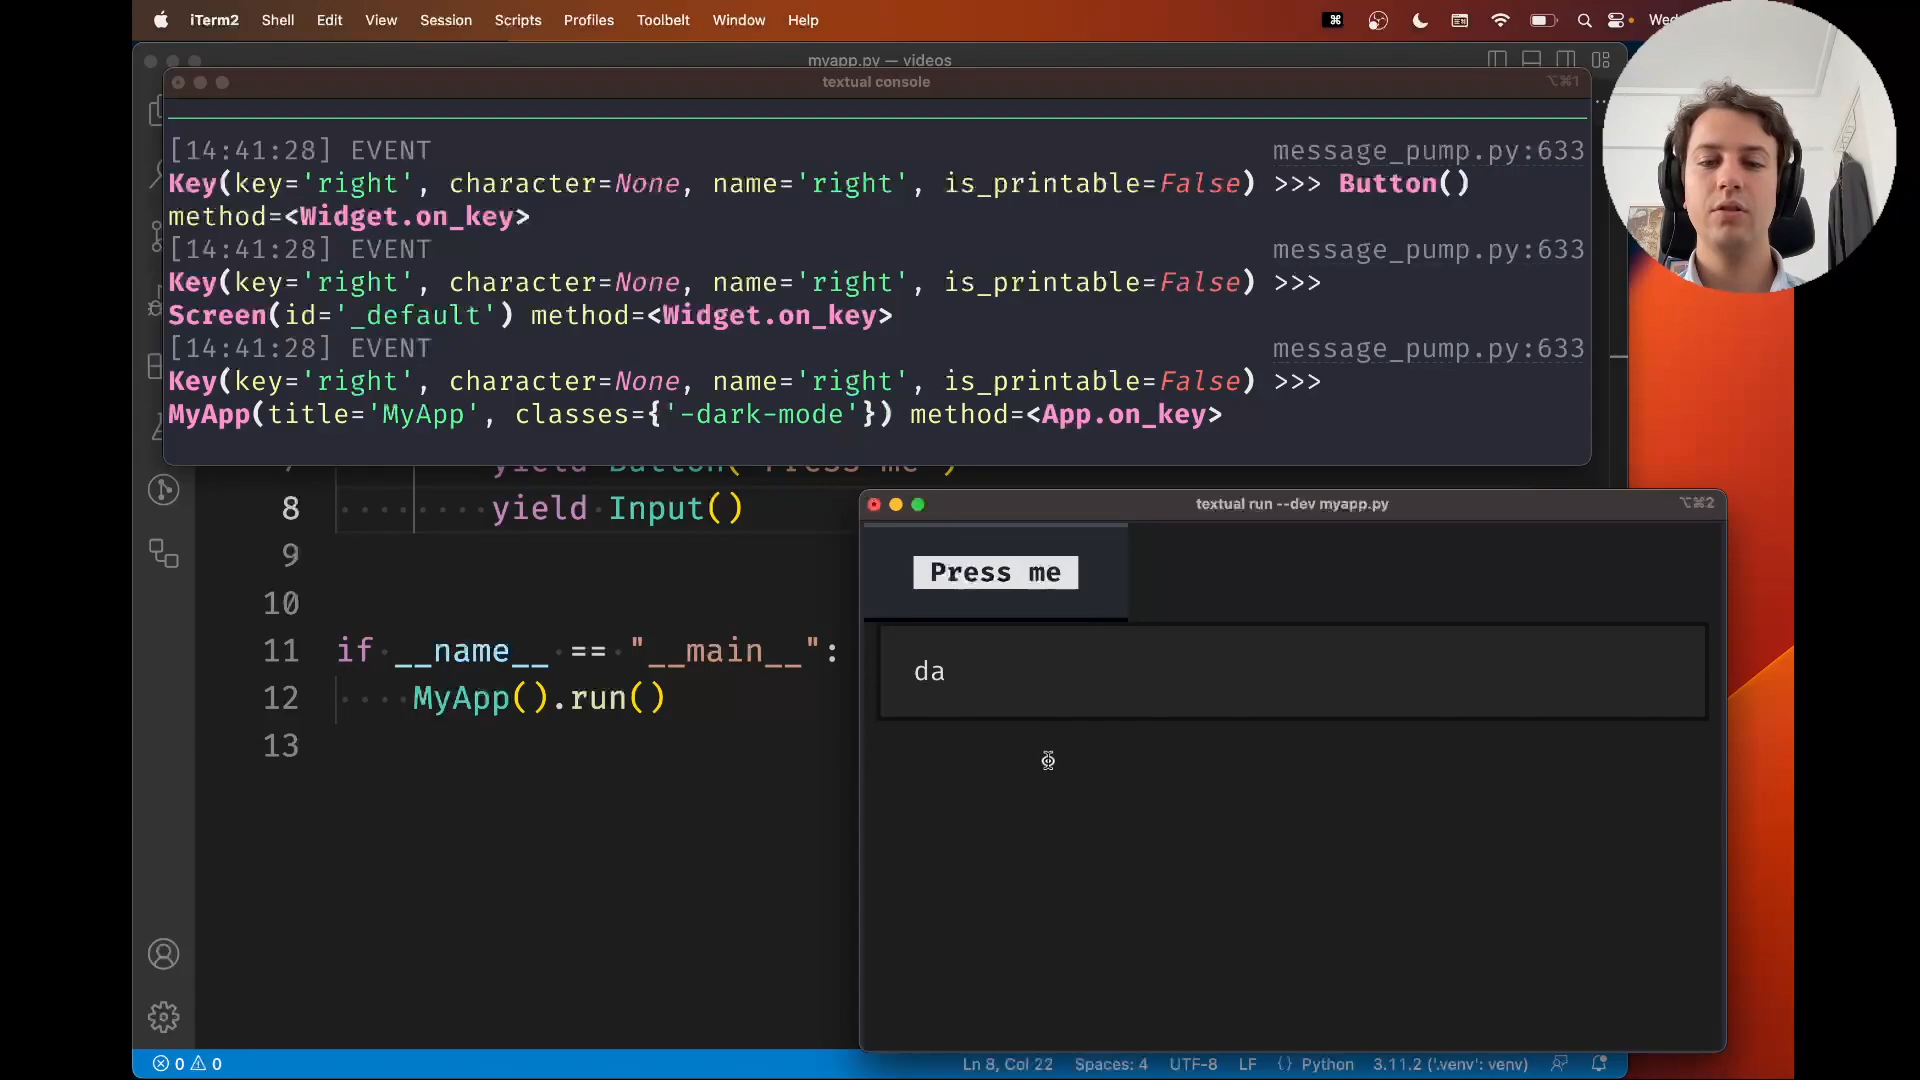 iTerm2 Shell Edit View Session Scripts Profiles Toolbelt Window Help
myapp.py — videos
textual console ⌥⌘1
[14:41:28] EVENT message_pump.py:633
Key(key='right', character=None, name='right', is_printable=False) >>> Button()
method=<Widget.on_key>
[14:41:28] EVENT message_pump.py:633
Key(key='right', character=None, name='right', is_printable=False) >>>
Screen(id='_default') method=<Widget.on_key>
[14:41:28] EVENT message_pump.py:633
Key(key='right', character=None, name='right', is_printable=False) >>>
MyApp(title='MyApp', classes={'-dark-mode'}) method=<App.on_key>
yield Button("Press me")
8 yield Input()
9
10
11 if __name__ == "__main__":
12 MyApp().run()
13
textual run --dev myapp.py ⌥⌘2
Press me
da
0 0 Ln 8, Col 22 Spaces: 4 UTF-8 LF {} Python 3.11.2 ('.venv': venv)